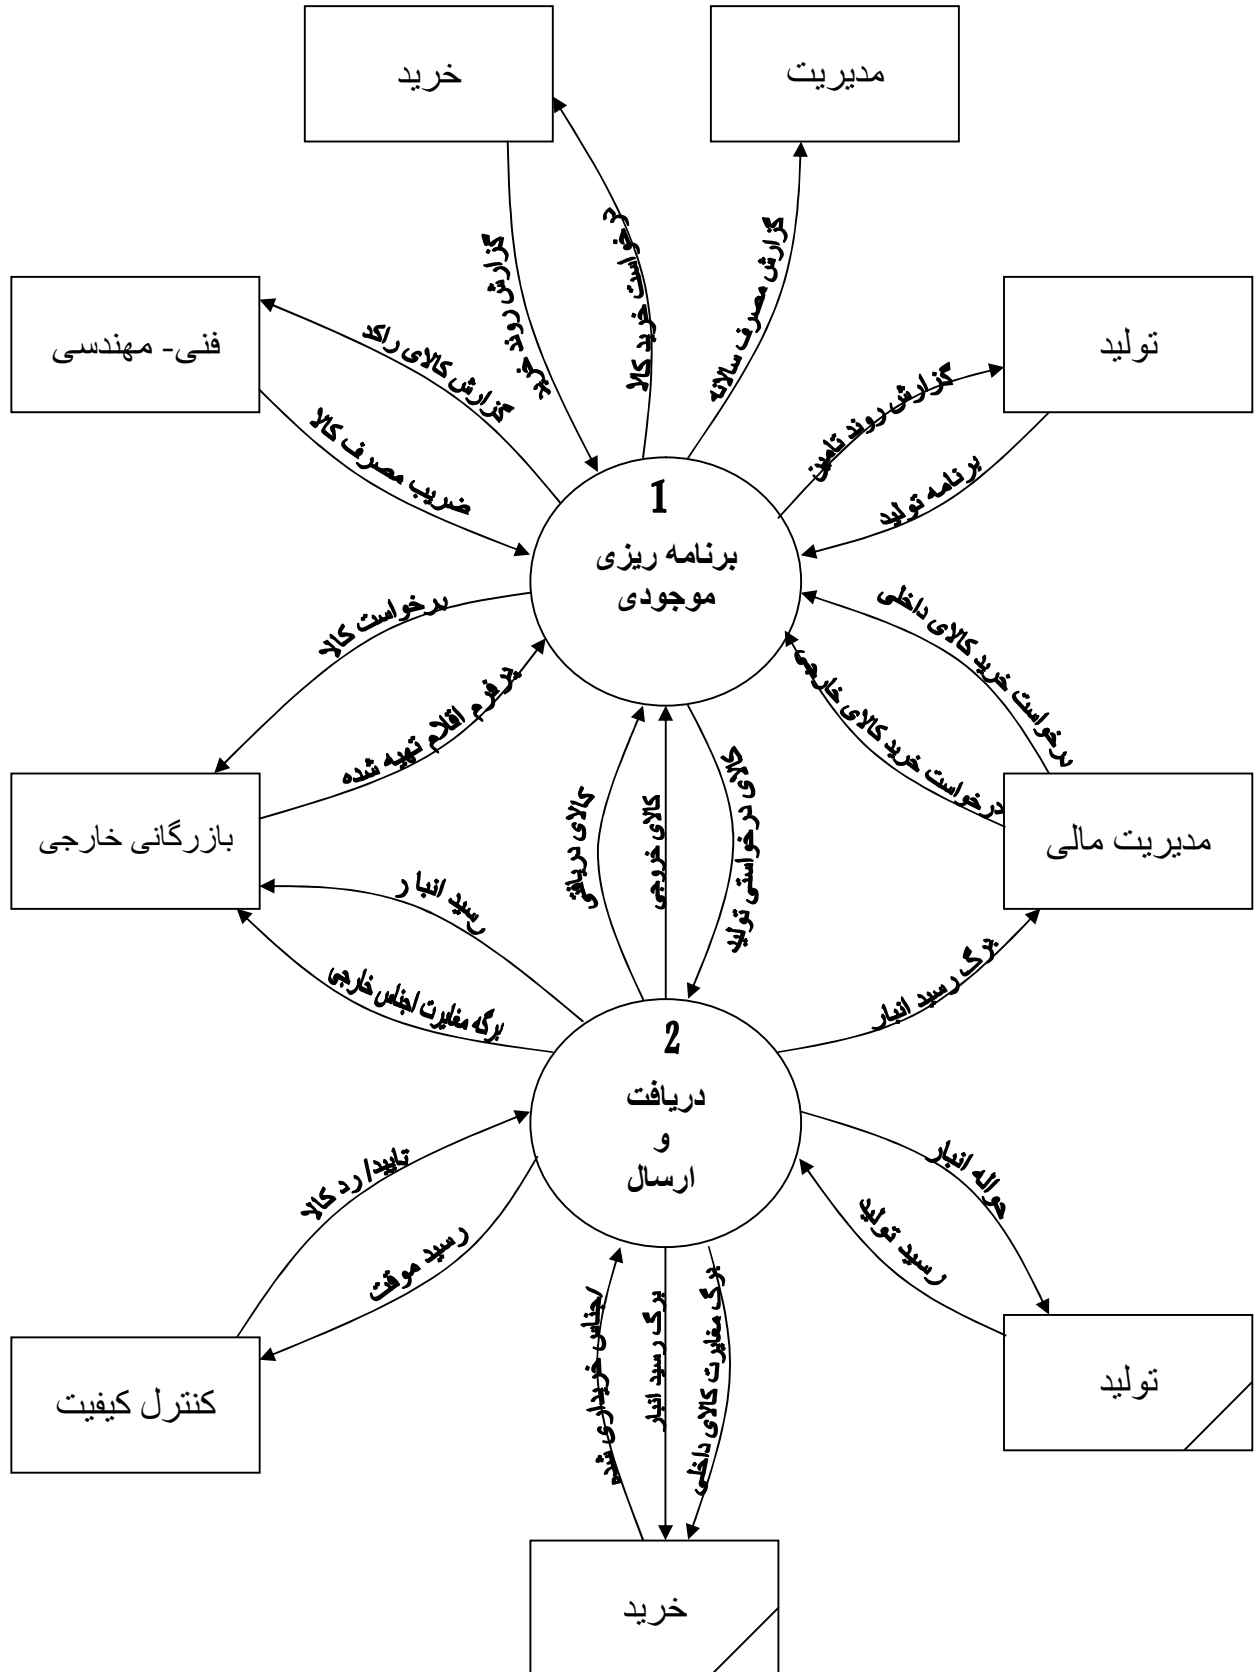 خرید
مدیریت
گزارش روند خرید
درخواست خرید کالا
گزارش مصرف سالانه
فنی- مهندسی
تولید
گزارش کالای راکد
ضریب مصرف کالا
گزارش روند تامین
برنامه تولید
1
برنامه ریزی
موجودی
درخواست کالا
پرفرم اقلام تهیه شده
درخواست خرید کالای داخلی
درخواست خرید کالای خارجی
بازرگانی خارجی
مدیریت مالی
کالای دریافتی
کالای خروجی
درخواستی تولید
رسید انبار
برگه مغایرت اجناس خارجی
برگ رسید انبار
2
دریافت
و
ارسال
تایید/ رد کالا
رسید موقت
حواله انبار
رسید تولید
اجناس خریداری شده
برگ رسید انبار
برگ مغایرت کالای داخلی
کنترل کیفیت
تولید
خرید